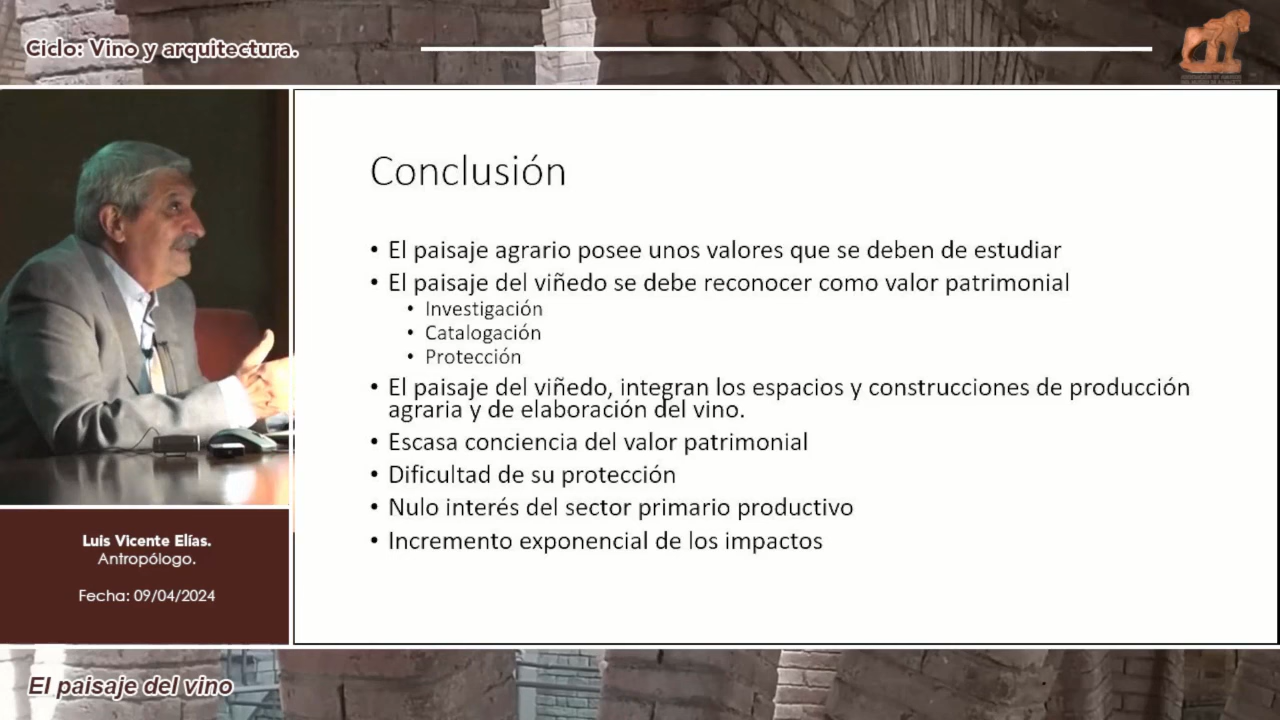 Ciclo: Vino y arquitectura.
Conclusión
• El paisaje agrario posee unos valores que se deben de estudiar
• El paisaje del viñedo se debe reconocer como valor patrimonial
• Investigación
• Catalogación
• Protección
• El paisaje del viñedo, integran los espacios y construcciones de producción
agraria y de elaboración del vino.
• Escasa conciencia del valor patrimonial
• Dificultad de su protección
• Nulo interés del sector primario productivo
• Incremento exponencial de los impactos
Luis Vicente Elías.
Antropólogo.
Fecha: 09/04/2024
El paisaje del vino